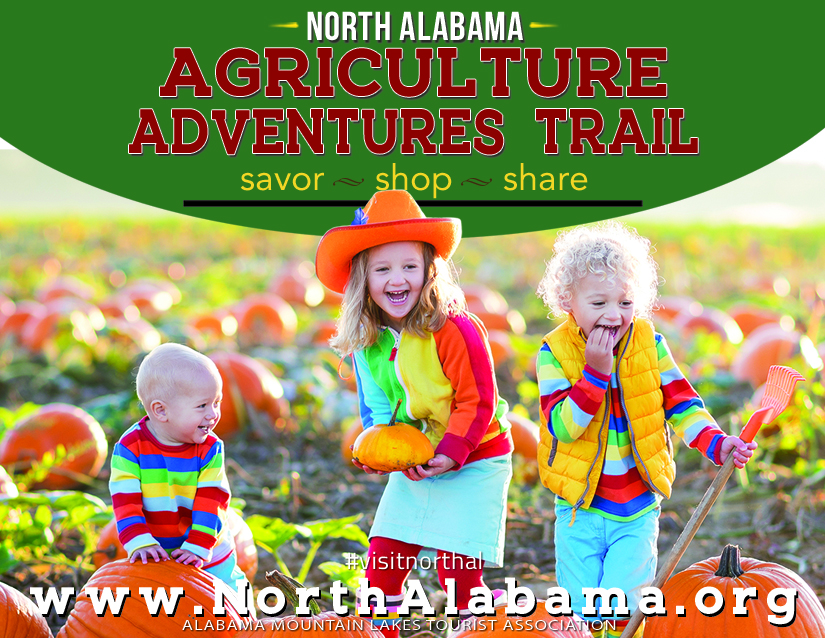 NORTH ALABAMA
AGRICULTURE
ADVENTURES TRAIL
savor ~ shop ~ share
#visitnorthal
www.NorthAlabama.org
ALABAMA MOUNTAIN LAKES TOURIST ASSOCIATION